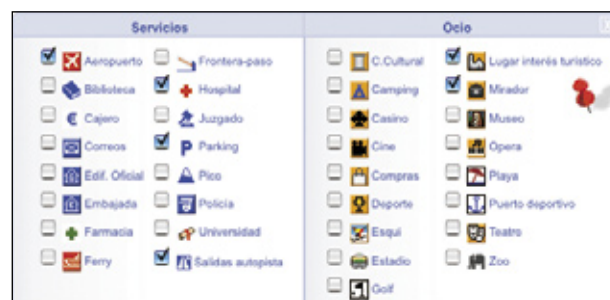 Servicios
Aeropuerto
Biblioteca
Cajero
Correos
Edif. Oficial
Embajada
Farmacia
Ferry
Frontera-paso
Hospital
Juzgado
Parking
Pico
Policía
Universidad
Salidas autopista
Ocio
C.Cultural
Camping
Casino
Cine
Compras
Deporte
Esqui
Estadio
Golf
Lugar interés turístico
Mirador
Museo
Opera
Playa
Puerto deportivo
Teatro
Zoo